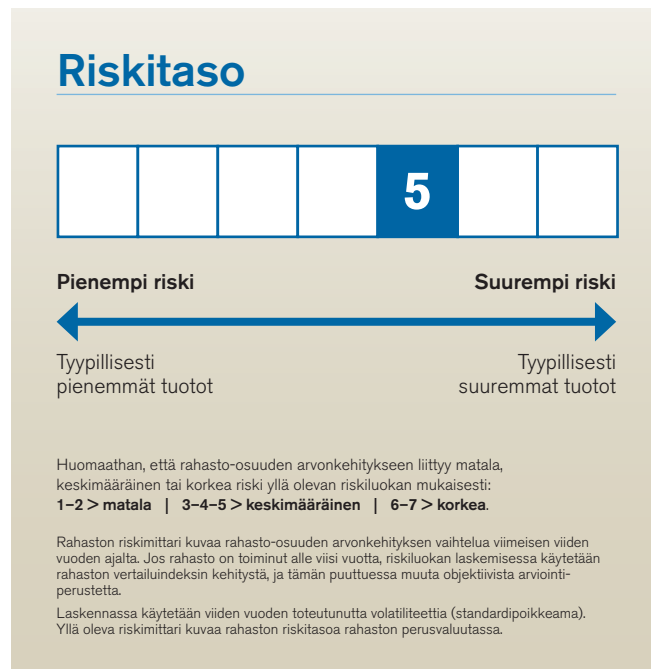 Riskitaso
5
Pienempi riski Suurempi riski
Tyypillisesti Tyypillisesti
pienemmät tuotot suuremmat tuotot
Huomaathan, että rahasto-osuuden arvonkehitykseen liittyy matala,
keskimääräinen tai korkea riski yllä olevan riskiluokan mukaisesti:
1–2 > matala | 3–4–5 > keskimääräinen | 6–7 > korkea.
Rahaston riskimittari kuvaa rahasto-osuuden arvonkehityksen vaihtelua viimeisen viiden
vuoden ajalta. Jos rahasto on toiminut alle viisi vuotta, riskiluokan laskemisessa käytetään
rahaston vertailuindeksin kehitystä, ja tämän puuttuessa muuta objektiivista arviointi-
perustetta.
Laskennassa käytetään viiden vuoden toteutunutta volatiliteettia (standardipoikkeama).
Yllä oleva riskimittari kuvaa rahaston riskitasoa rahaston perusvaluutassa.